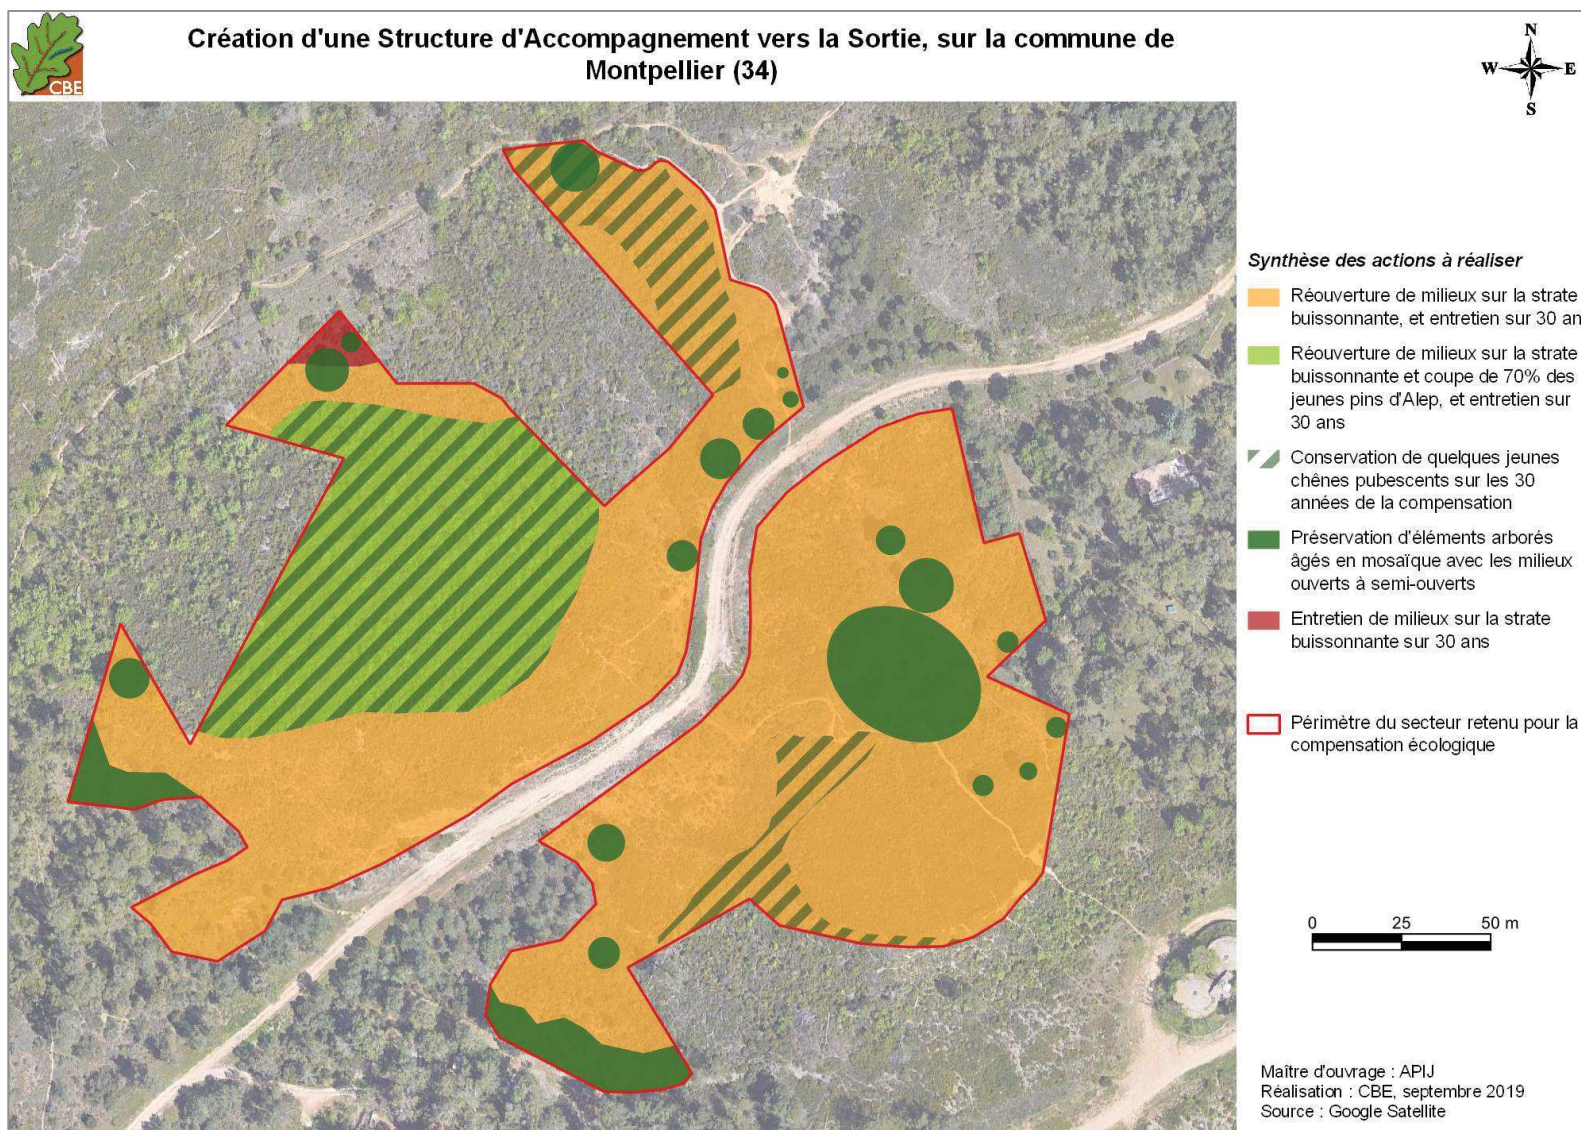 CBE
Création d'une Structure d'Accompagnement vers la Sortie, sur la commune de
Montpellier (34)
N
W E
S
Synthèse des actions à réaliser
Réouverture de milieux sur la strate
buissonnante, et entretien sur 30 an
Réouverture de milieux sur la strate
buissonnante et coupe de 70% des
jeunes pins d'Alep, et entretien sur
30 ans
Conservation de quelques jeunes
chênes pubescents sur les 30
années de la compensation
Préservation d'éléments arborés
âgés en mosaïque avec les milieux
ouverts à semi-ouverts
Entretien de milieux sur la strate
buissonnante sur 30 ans
Périmètre du secteur retenu pour la
compensation écologique
0 25 50 m
Maître d'ouvrage : APIJ
Réalisation : CBE, septembre 2019
Source : Google Satellite